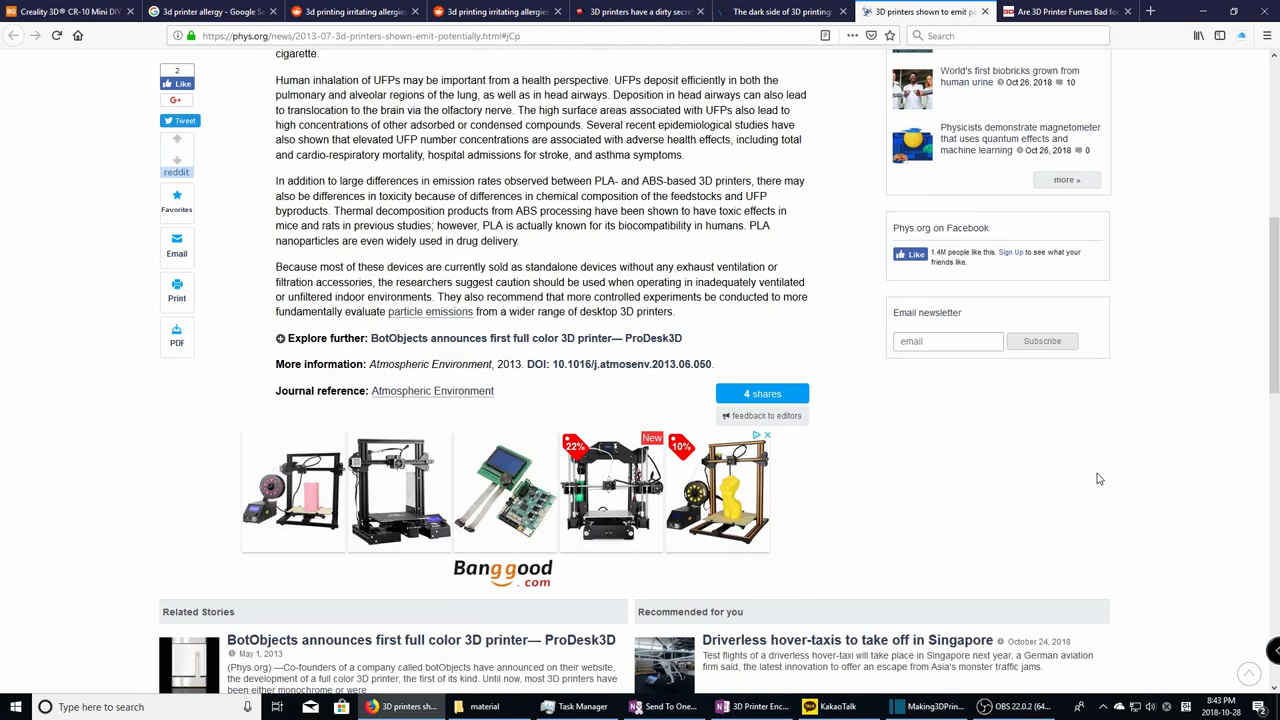 Creality 3D® CR-10 Mini DIY
3d printer allergy - Google Se
3d printing irritating allergies
3d printing irritating allergies
3D printers have a dirty secre
The dark side of 3D printing:
3D printers shown to emit po
Are 3D Printer Fumes Bad fo
https://phys.org/news/2013-07-3d-printers-shown-emit-potentially.html#jCp
Search
cigarette.
Human inhalation of UFPs may be important from a health perspective. UFPs deposit efficiently in both the
pulmonary and alveolar regions of the lung, as well as in head airways. Deposition in head airways can also lead
to translocation to the brain via the olfactory nerve. The high surface areas associated with UFPs also lead to
high concentrations of other adsorbed or condensed compounds. Several recent epidemiological studies have
also shown that elevated UFP number concentrations are associated with adverse health effects, including total
and cardio-respiratory mortality, hospital admissions for stroke, and asthma symptoms.
In addition to large differences in emission rates observed between PLA- and ABS-based 3D printers, there may
also be differences in toxicity because of differences in chemical composition of the feedstocks and UFP
byproducts. Thermal decomposition products from ABS processing have been shown to have toxic effects in
mice and rats in previous studies; however, PLA is actually known for its biocompatibility in humans. PLA
nanoparticles are even widely used in drug delivery.
Because most of these devices are currently sold as standalone devices without any exhaust ventilation or
filtration accessories, the researchers suggest caution should be used when operating in inadequately ventilated
or unfiltered indoor environments. They also recommend that more controlled experiments be conducted to more
fundamentally evaluate particle emissions from a wider range of desktop 3D printers.
Explore further: BotObjects announces first full color 3D printer— ProDesk3D
More information: Atmospheric Environment, 2013. DOI: 10.1016/j.atmosenv.2013.06.050.
Journal reference: Atmospheric Environment
4 shares
feedback to editors
2
Like
G+
Tweet
reddit
Favorites
Email
Print
PDF
World's first biobricks grown from
human urine Oct 26, 2018 10
Physicists demonstrate magnetometer
that uses quantum effects and
machine learning Oct 26, 2018 0
more »
Phys.org on Facebook
Like 1.4M people like this. Sign Up to see what your
friends like.
Email newsletter
email
Subscribe
22%
New
10%
Banggood
.com
Related Stories
BotObjects announces first full color 3D printer— ProDesk3D
May 1, 2013
(Phys.org) —Co-founders of a company called botObjects have announced on their website,
the development of a full color 3D printer, the first of its kind. Until now, most 3D printers have
been either monochrome or were ...
Recommended for you
Driverless hover-taxis to take off in Singapore October 24, 2018
Test flights of a driverless hover-taxi will take place in Singapore next year, a German aviation
firm said, the latest innovation to offer an escape from Asia's monster traffic jams.
Type here to search
3D printers sho...
material
Task Manager
Send To One...
3D Printer Enc...
KakaoTalk
Making3DPrin...
OBS 22.0.2 (64...
8:43 PM
2018-10-28
2